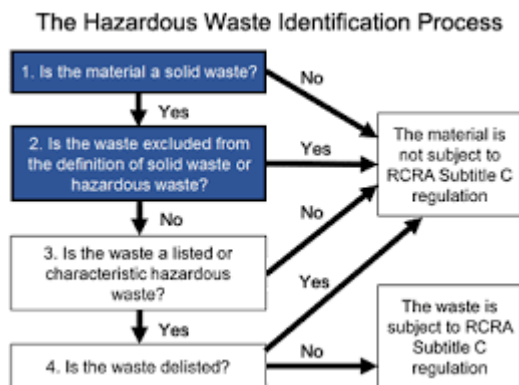 The Hazardous Waste Identification Process
1. Is the material a solid waste?
No
Yes
2. Is the waste excluded from
the definition of solid waste or
hazardous waste?
Yes
The material is
not subject to
RCRA Subtitle C
regulation
No
No
3. Is the waste a listed or
characteristic hazardous
waste?
Yes
Yes
4. Is the waste delisted?
No
The waste is
subject to RCRA
Subtitle C
regulation